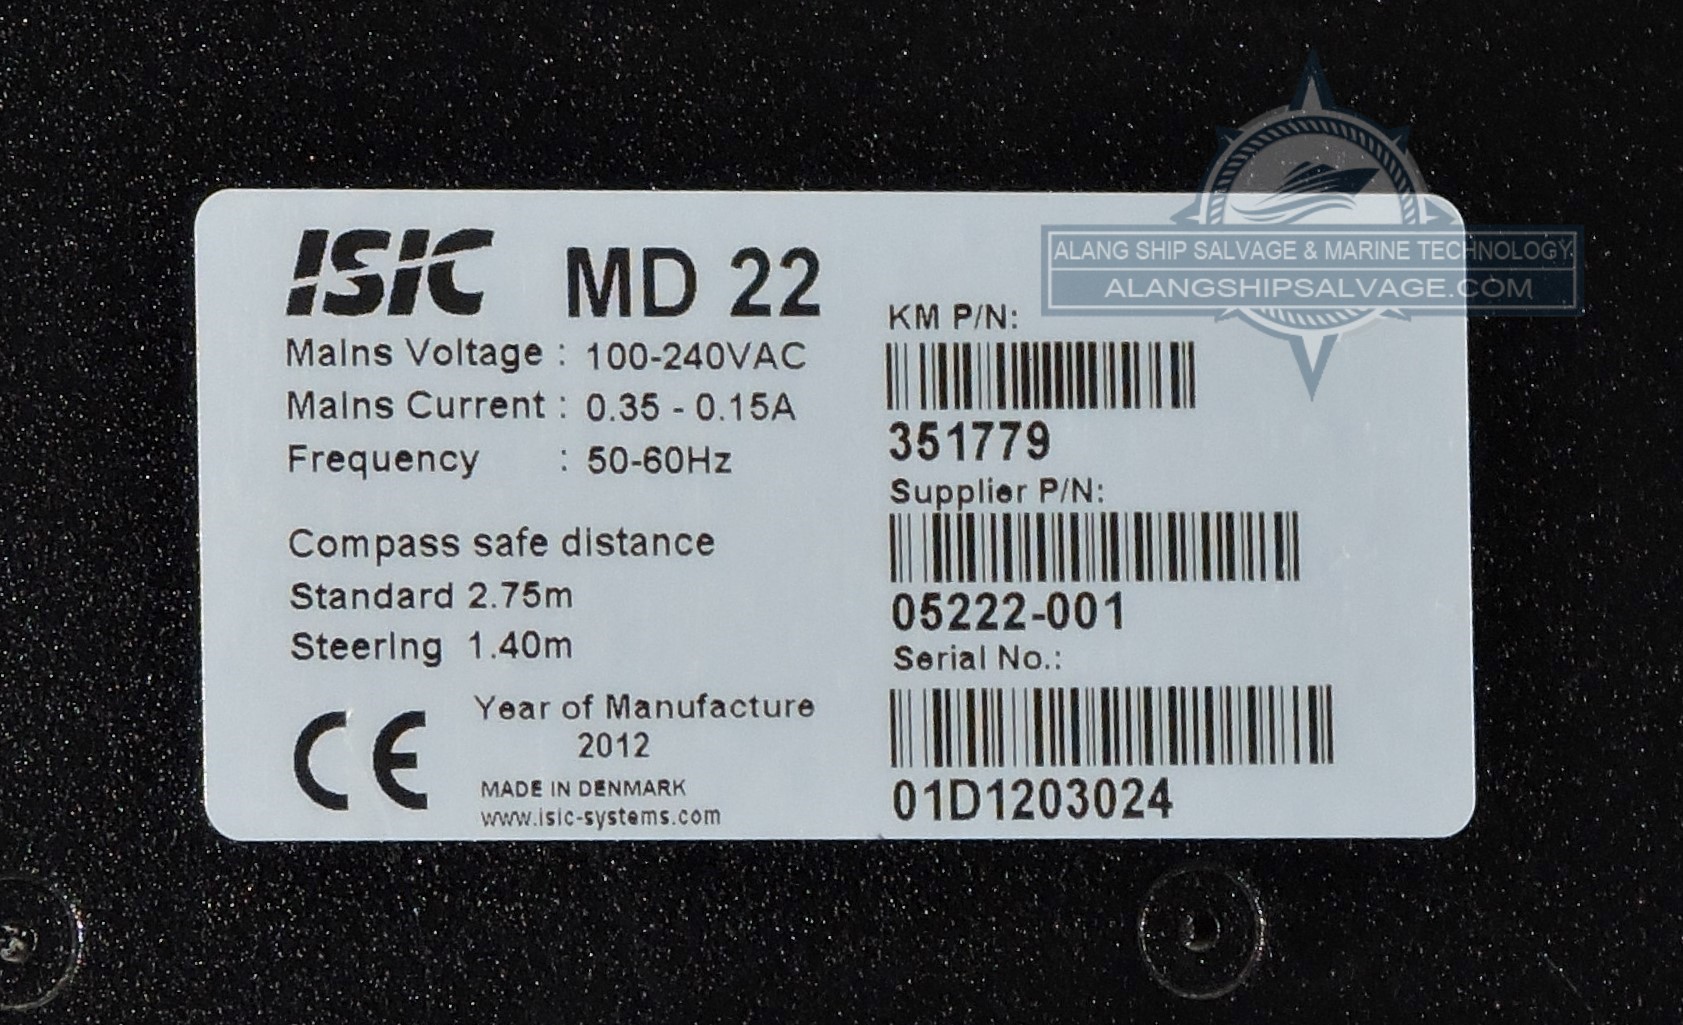 ISIC MD 22
Mains Voltage : 100-240VAC
Mains Current : 0.35 - 0.15A
Frequency : 50-60Hz
Compass safe distance
Standard 2.75m
Steering 1.40m
CE
Year of Manufacture
2012
MADE IN DENMARK
www.isic-systems.com
KM P/N:
351779
Supplier P/N:
05222-001
Serial No.:
01D1203024
ALANG SHIP SALVAGE & MARINE TECHNOLOGY
ALANGSHIPSALVAGE.COM